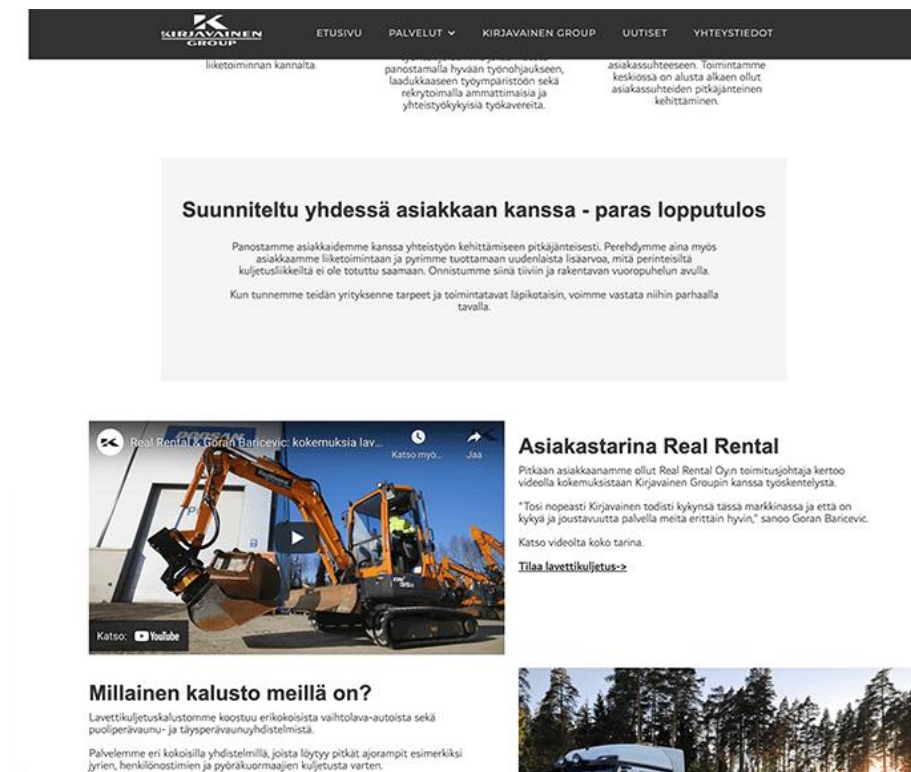 KIRJAVAINEN
GROUP
ETUSIVU
PALVELUT
KIRJAVAINEN GROUP
UUTISET
YHTEYSTIEDOT
liiketoiminnan kannalta.
panostamalla hyvään työnohjaukseen,
laadukkaaseen työympäristöön sekä
rekrytoimalla ammattimaisia ja
yhteistyökykyisiä työkavereita.
asiakassuhteeseen. Toimintamme
keskiössä on alusta alkaen ollut
asiakassuhteiden pitkäjänteinen
kehittäminen.
Suunniteltu yhdessä asiakkaan kanssa - paras lopputulos
Panostamme asiakkaidemme kanssa yhteistyön kehittämiseen pitkäjänteisesti. Perehdymme aina myös
asiakkaamme liiketoimintaan ja pyrimme tuottamaan uudenlaista lisäarvoa, mitä perinteisiltä
kuljetusliikkeiltä ei ole totuttu saamaan. Onnistumme siinä tiiviin ja rakentavan vuoropuhelun avulla.
Kun tunnemme teidän yrityksenne tarpeet ja toimintatavat läpikotaisin, voimme vastata niihin parhaalla
tavalla.
Real Rental & Goran Baricevic: kokemuksia lav...
Katso myö...
Jaa
DOOSAN
Katso: YouTube
Asiakastarina Real Rental
Pitkään asiakkaanamme ollut Real Rental Oy:n toimitusjohtaja kertoo
videolla kokemuksistaan Kirjavainen Groupin kanssa työskentelystä.
"Tosi nopeasti Kirjavainen todisti kykynsä tässä markkinassa ja että on
kykyä ja joustavuutta palvella meitä erittäin hyvin," sanoo Goran Baricevic.
Katso videolta koko tarina.
Tilaa lavettikuljetus->
Millainen kalusto meillä on?
Lavettikuljetuskalustomme koostuu erikokoisista vaihtolava-autoista sekä
puoliperävaunu- ja täysperävaunuyhdistelmistä.
Palvelemme eri kokoisilla yhdistelmillä, joista löytyy pitkät ajorampit esimerkiksi
jyrien, henkilönostimien ja pyöräkuormaajien kuljetusta varten.